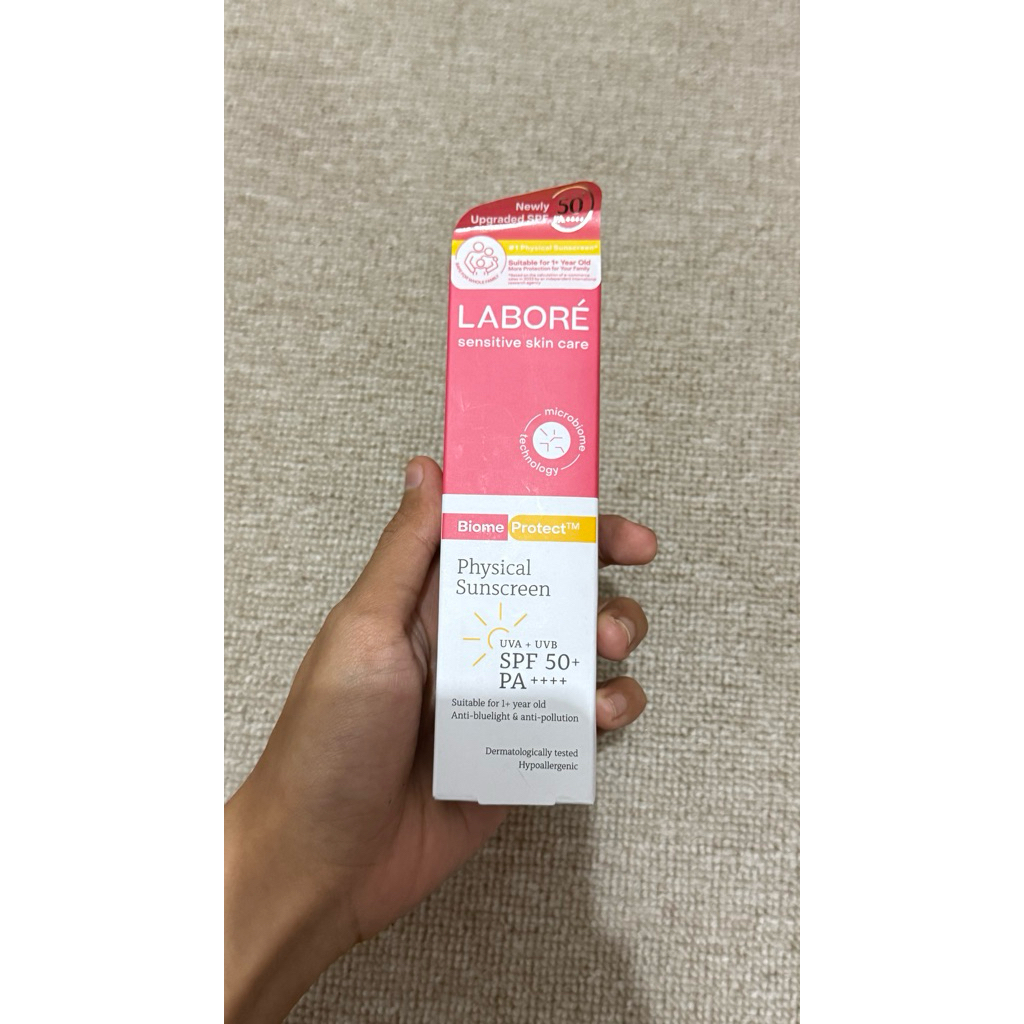 Newly
Upgraded SPF
50+
PA++++
#1 Physical Sunscreen*
Suitable for 1+ Year Old
More Protection for Your Family
LABORÉ
sensitive skin care
microbiome
technology
Biome Protect™
Physical
Sunscreen
UVA + UVB
SPF 50+
PA ++++
Suitable for 1+ year old
Anti-bluelight & anti-pollution
Dermatologically tested
Hypoallergenic